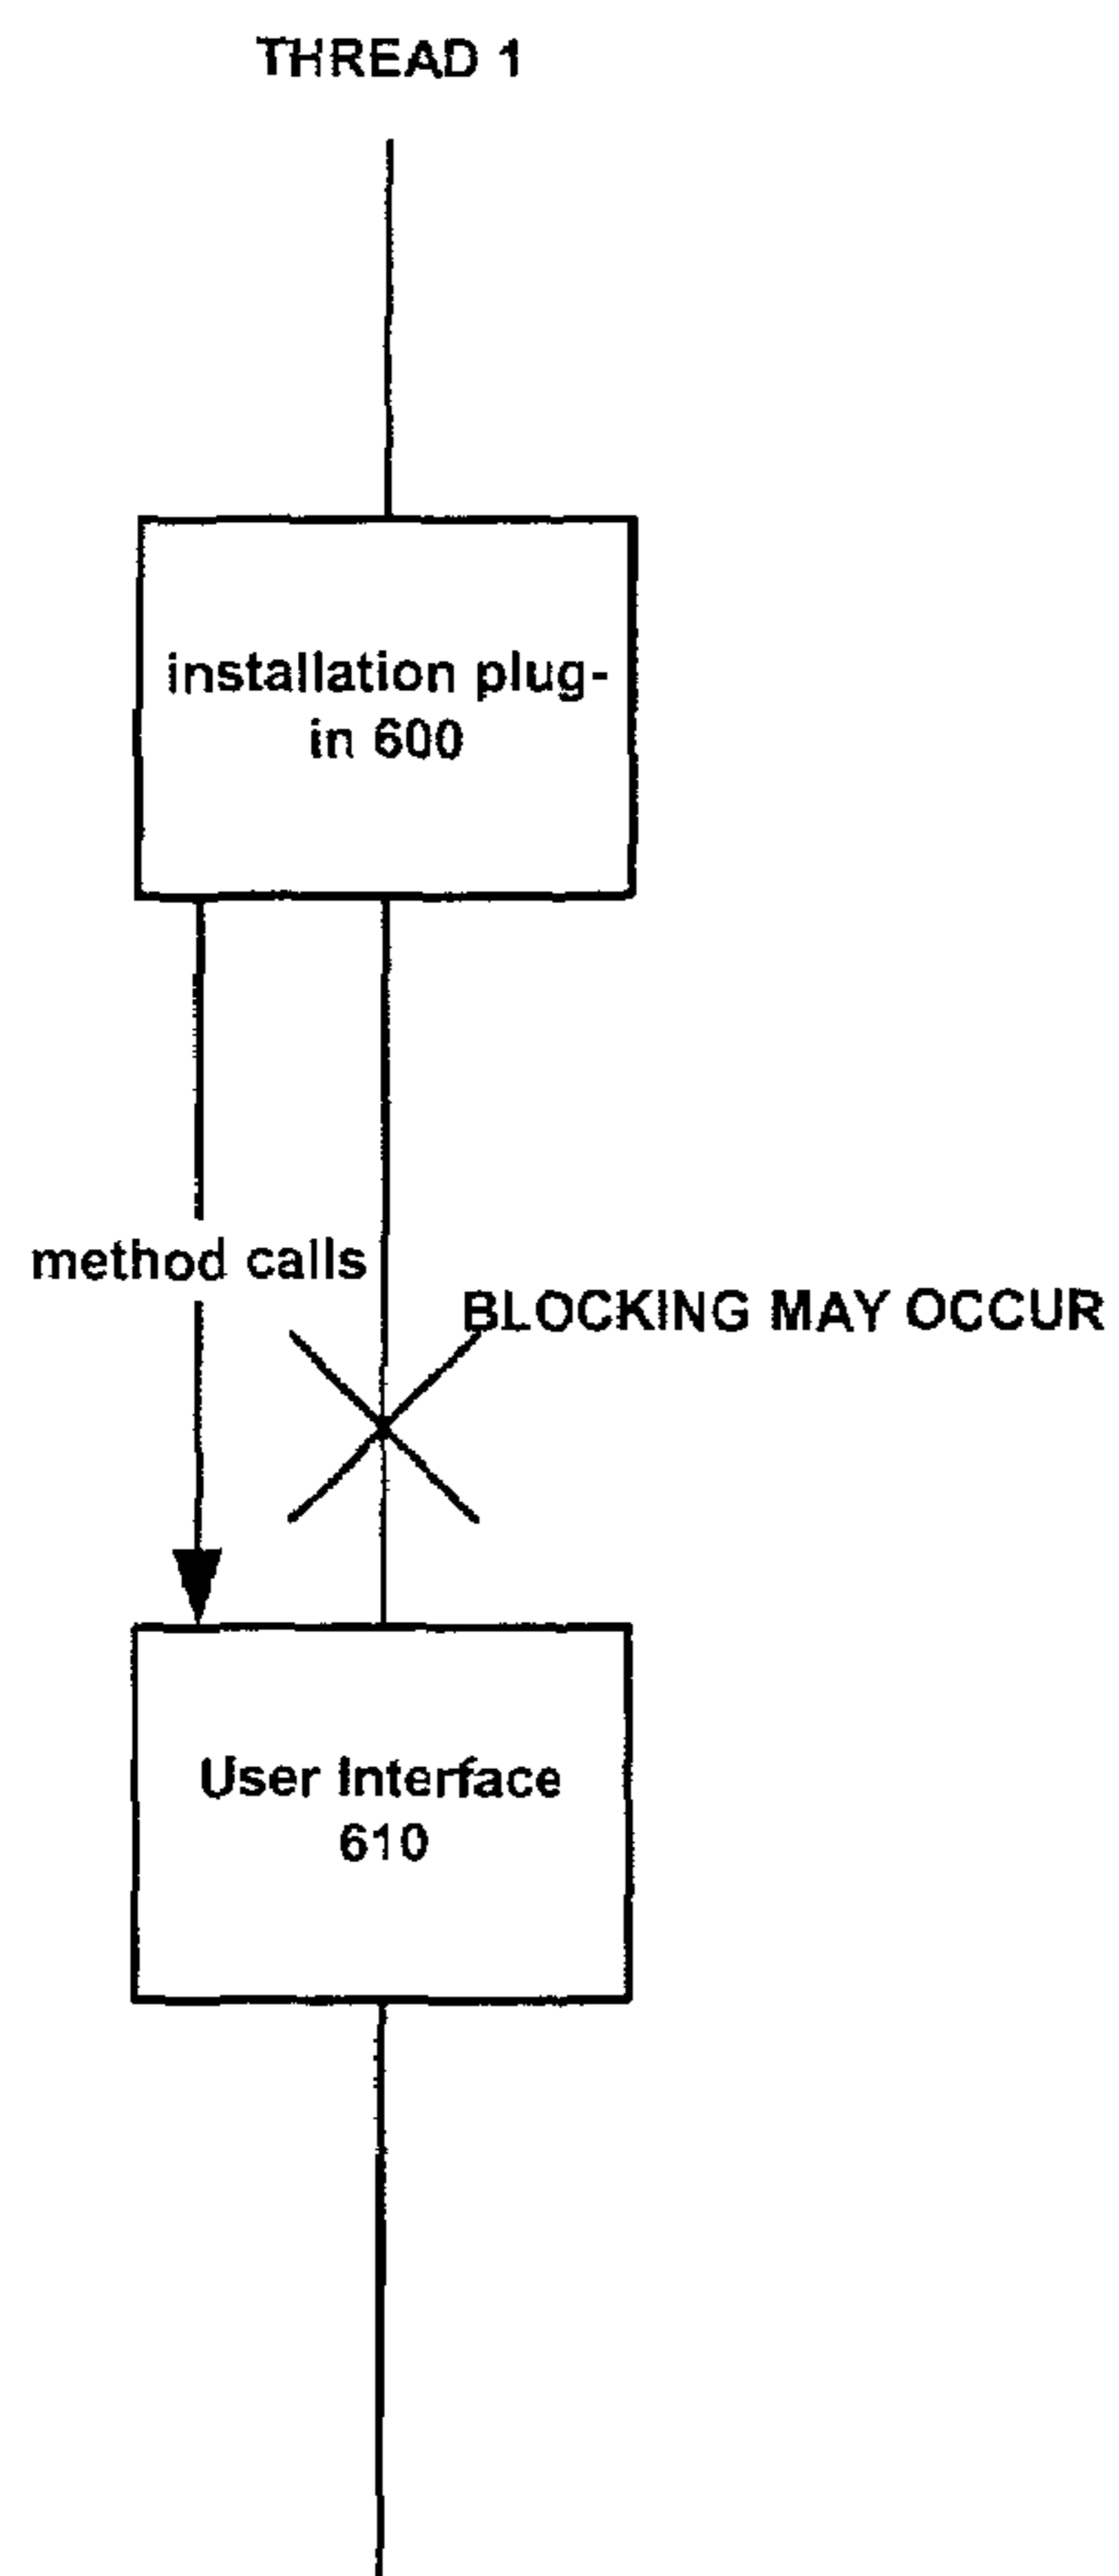 THREAD 1
installation plug-
in 600
method calls
BLOCKING MAY OCCUR
User Interface
610